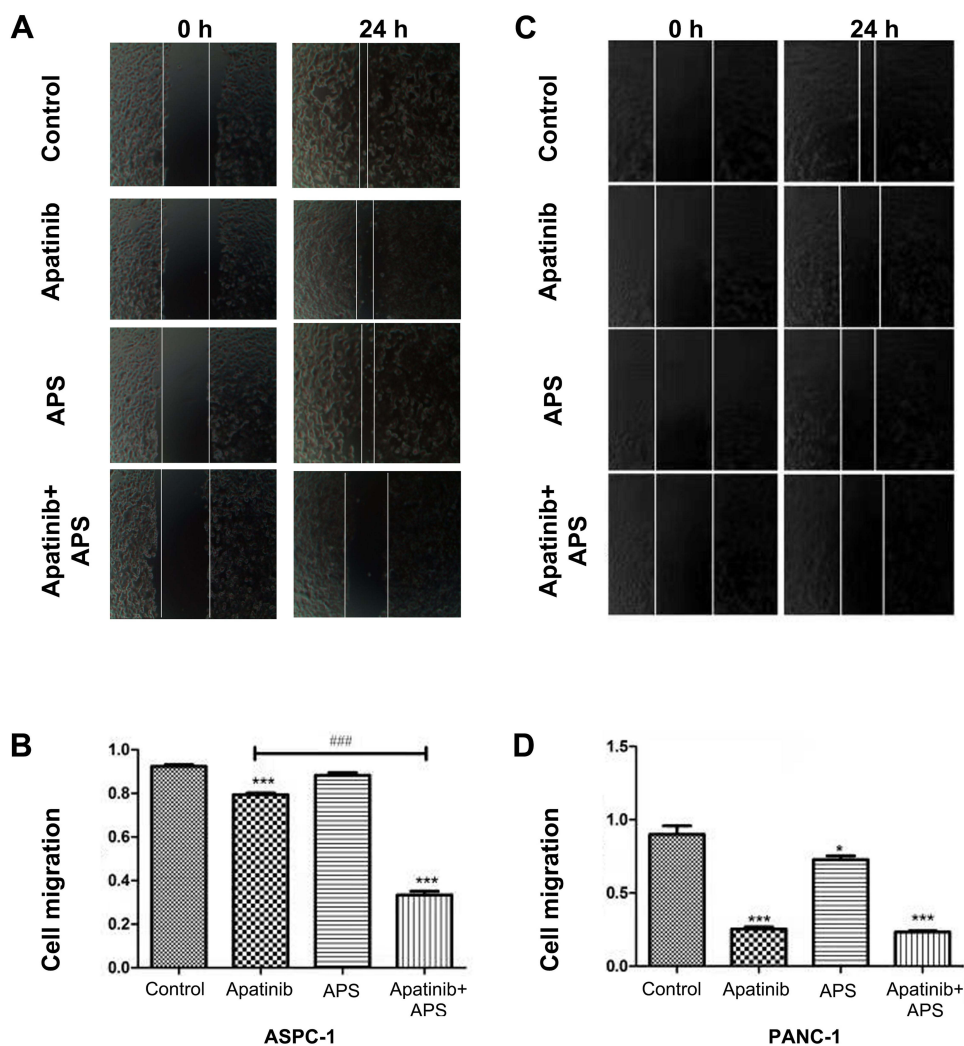 A
0 h
24 h
Control
Apatinib
APS
Apatinib+
APS
C
0 h
24 h
Control
Apatinib
APS
Apatinib+
APS
B
Cell migration
1.0
0.8
0.6
0.4
0.2
0.0
###
***
***
Control
Apatinib
APS
Apatinib+
APS
ASPC-1
D
Cell migration
1.5
1.0
0.5
0.0
***
*
***
Control
Apatinib
APS
Apatinib+
APS
PANC-1